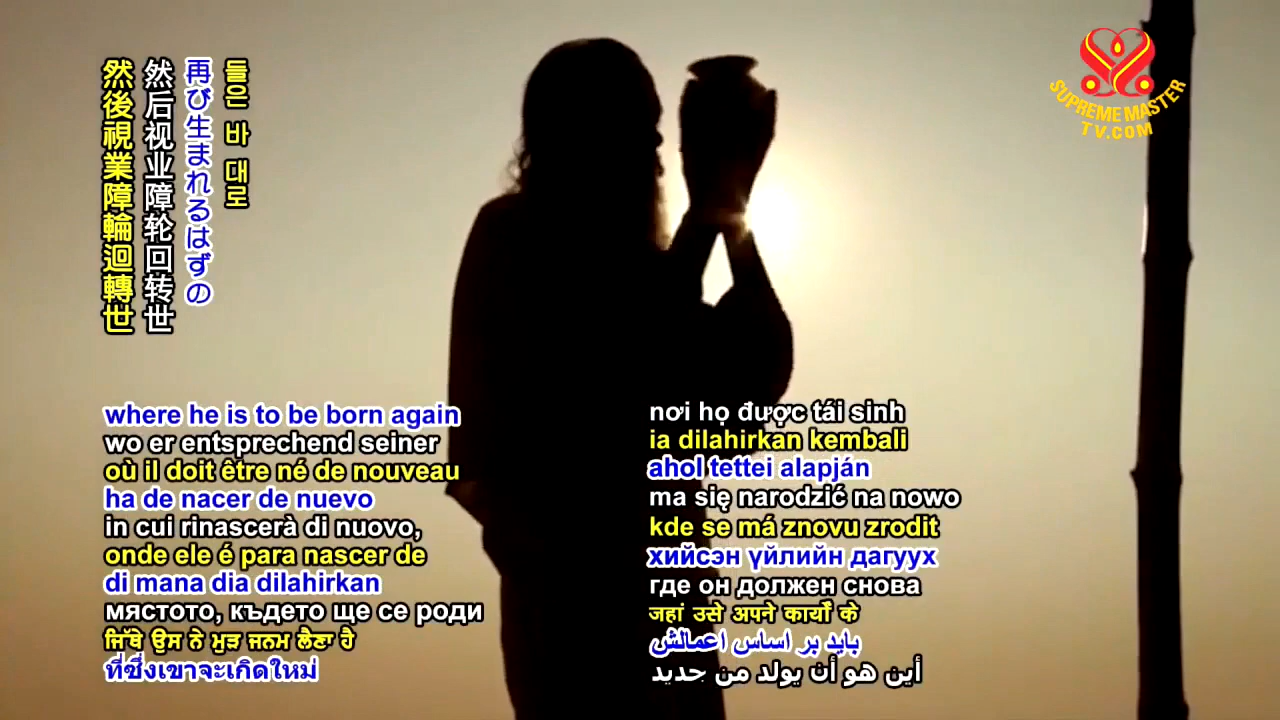 들은 바 대로
再び生まれるはずの
然后视业障轮回转世
然後視業障輪迴轉世
SUPREME MASTER
TV.COM
where he is to be born again
wo er entsprechend seiner
où il doit être né de nouveau
ha de nacer de nuevo
in cui rinascerà di nuovo,
onde ele é para nascer de
di mana dia dilahirkan
мястото, където ще се роди
ਜਿੱਥੇ ਉਸ ਨੇ ਮੁੜ ਜਨਮ ਲੈਣਾ ਹੈ
ที่ซึ่งเขาจะเกิดใหม่
nơi họ được tái sinh
ia dilahirkan kembali
ahol tettei alapján
ma się narodzić na nowo
kde se má znovu zrodit
хийсэн үйлийн дагуух
где он должен снова
जहां उसे अपने कार्यों के
باید بر اساس اعمالش
أين هو أن يولد من جديد